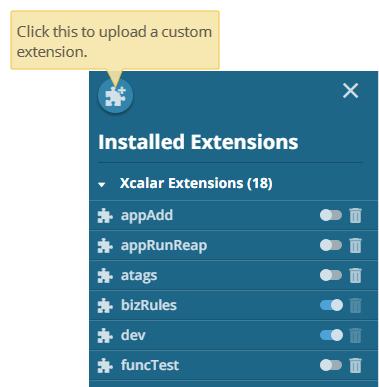 Click this to upload a custom
extension.
Installed Extensions
Xcalar Extensions (18)
appAdd
appRunReap
atags
bizRules
dev
funcTest